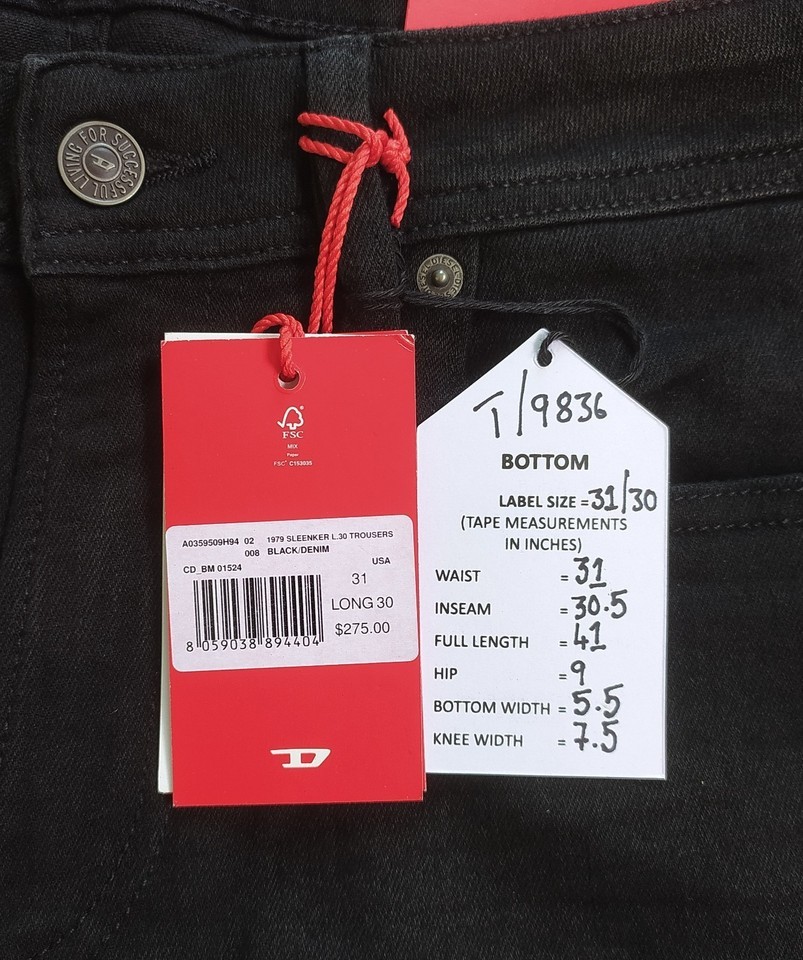 FOR SUCCESSFUL LIVING
DIESEL
FSC®
MIX
Paper
FSC® C153035
A0359509H94 02 1979 SLEENKER L.30 TROUSERS
008 BLACK/DENIM
CD_BM 01524
USA
31
LONG 30
$275.00
8 059038 894404
D
T/9836
BOTTOM
LABEL SIZE = 31/30
(TAPE MEASUREMENTS
IN INCHES)
WAIST = 31
INSEAM = 30.5
FULL LENGTH = 41
HIP = 9
BOTTOM WIDTH = 5.5
KNEE WIDTH = 7.5